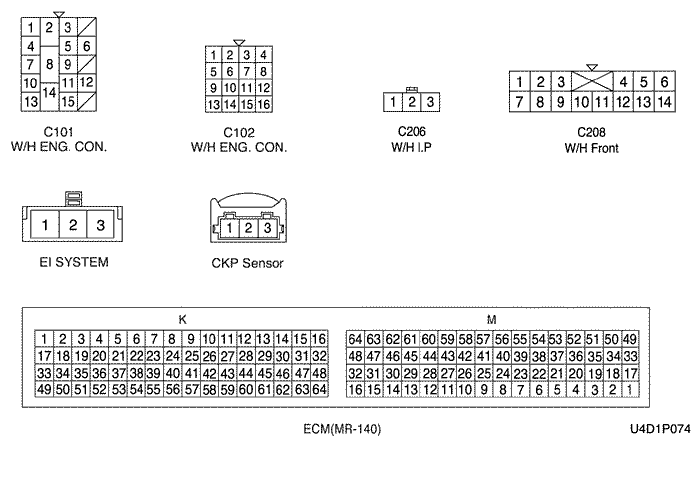 1 2 3
4 5 6
7 8 9
10 11 12
13 14 15
C101
W/H ENG. CON.
1 2 3 4
5 6 7 8
9 10 11 12
13 14 15 16
C102
W/H ENG. CON.
1 2 3
C206
W/H I.P
1 2 3 4 5 6
7 8 9 10 11 12 13 14
C208
W/H Front
1 2 3
EI SYSTEM
1 2 3
CKP Sensor
K
1 2 3 4 5 6 7 8 9 10 11 12 13 14 15 16
17 18 19 20 21 22 23 24 25 26 27 28 29 30 31 32
33 34 35 36 37 38 39 40 41 42 43 44 45 46 47 48
49 50 51 52 53 54 55 56 57 58 59 60 61 62 63 64
M
64 63 62 61 60 59 58 57 56 55 54 53 52 51 50 49
48 47 46 45 44 43 42 41 40 39 38 37 36 35 34 33
32 31 30 29 28 27 26 25 24 23 22 21 20 19 18 17
16 15 14 13 12 11 10 9 8 7 6 5 4 3 2 1
ECM(MR-140)
U4D1P074